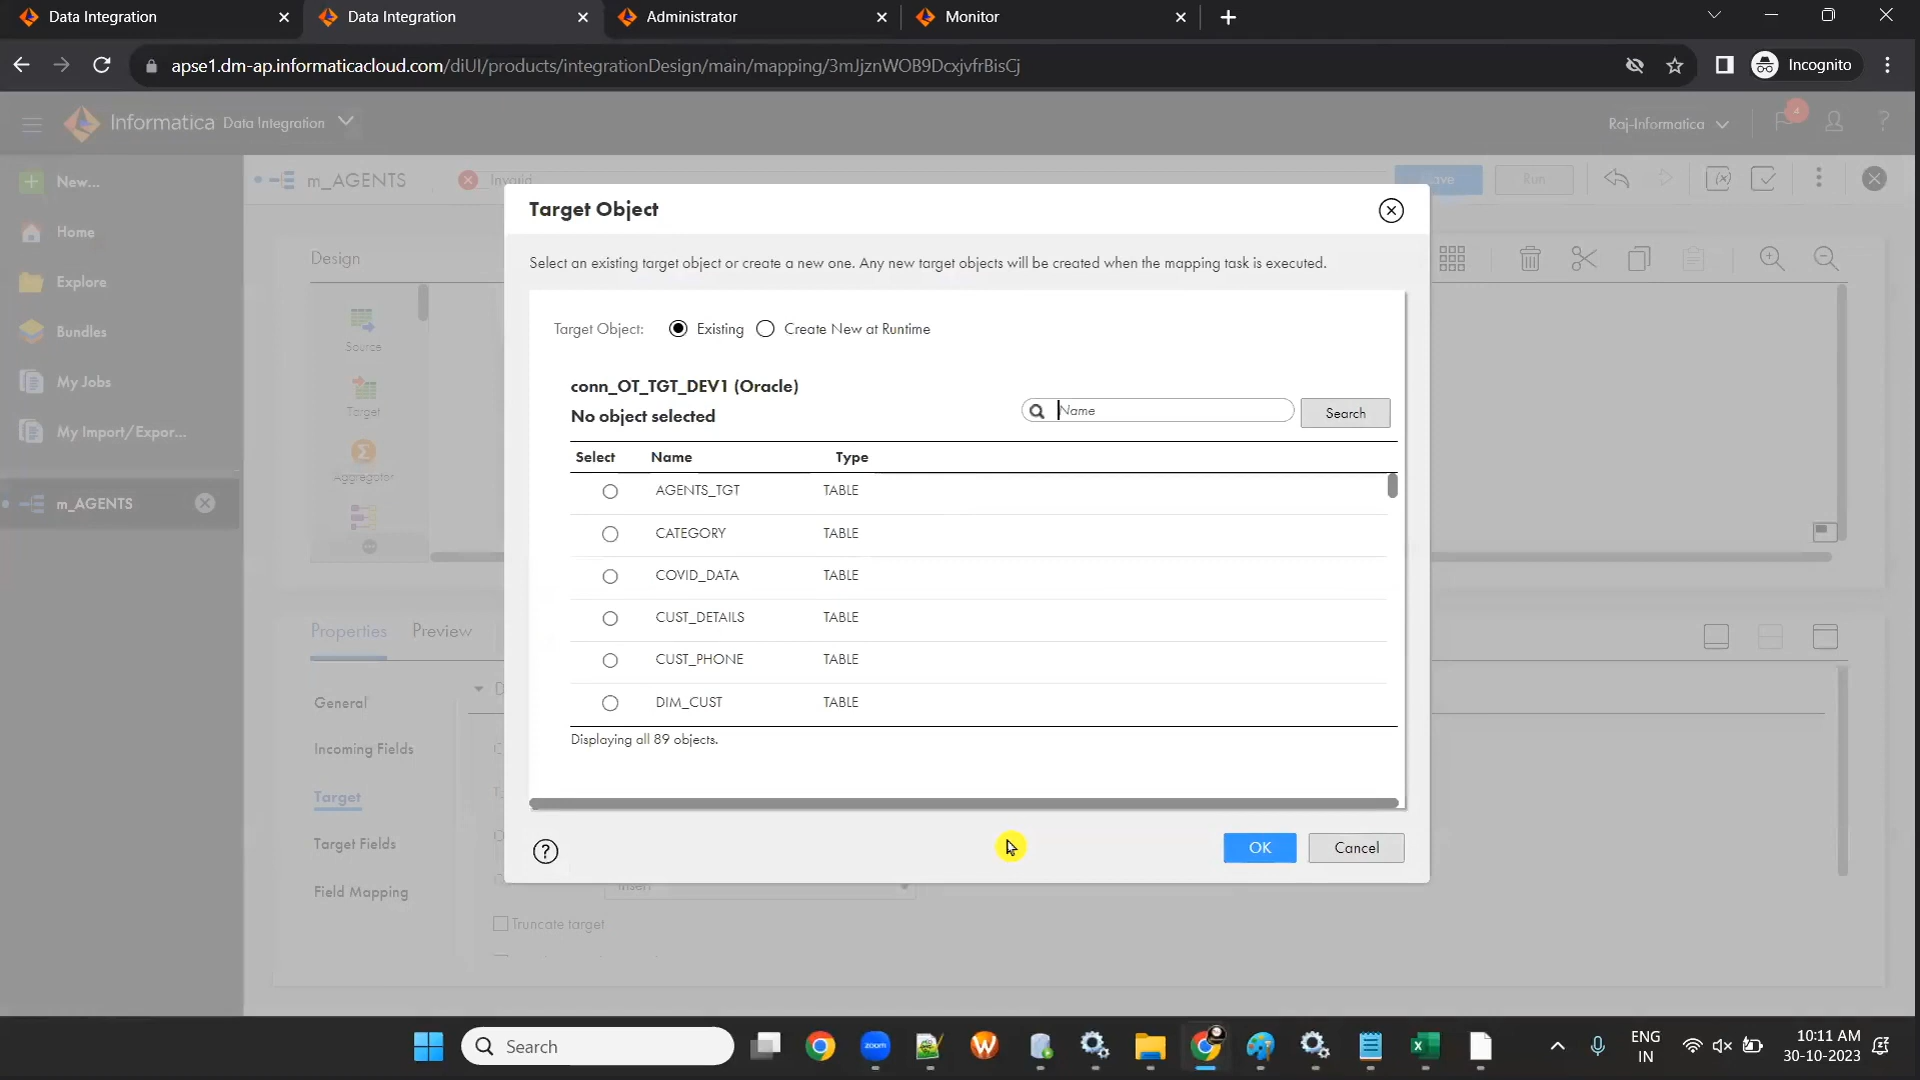 Data Integration
Data Integration
Administrator
Monitor
apse1.dm-ap.informaticacloud.com/diUI/products/integrationDesign/main/mapping/3mJjznWOB9DcxjvfrBisCj
Incognito
Informatica Data Integration
Raj-Informatica
4
?
New...
m_AGENTS
Invalid
Save
Run
Home
Explore
Bundles
My Jobs
My Import/Expor...
m_AGENTS
Design
Source
Target
Aggregator
Target Object
Select an existing target object or create a new one. Any new target objects will be created when the mapping task is executed.
Target Object: Existing Create New at Runtime
conn_OT_TGT_DEV1 (Oracle)
No object selected
Name
Search
Select Name Type
AGENTS_TGT TABLE
CATEGORY TABLE
COVID_DATA TABLE
CUST_DETAILS TABLE
CUST_PHONE TABLE
DIM_CUST TABLE
Displaying all 89 objects.
?
OK
Cancel
Properties
Preview
General
Incoming Fields
Target
Target Fields
Field Mapping
Insert
Truncate target
Search
zoom
ENG
IN
10:11 AM
30-10-2023